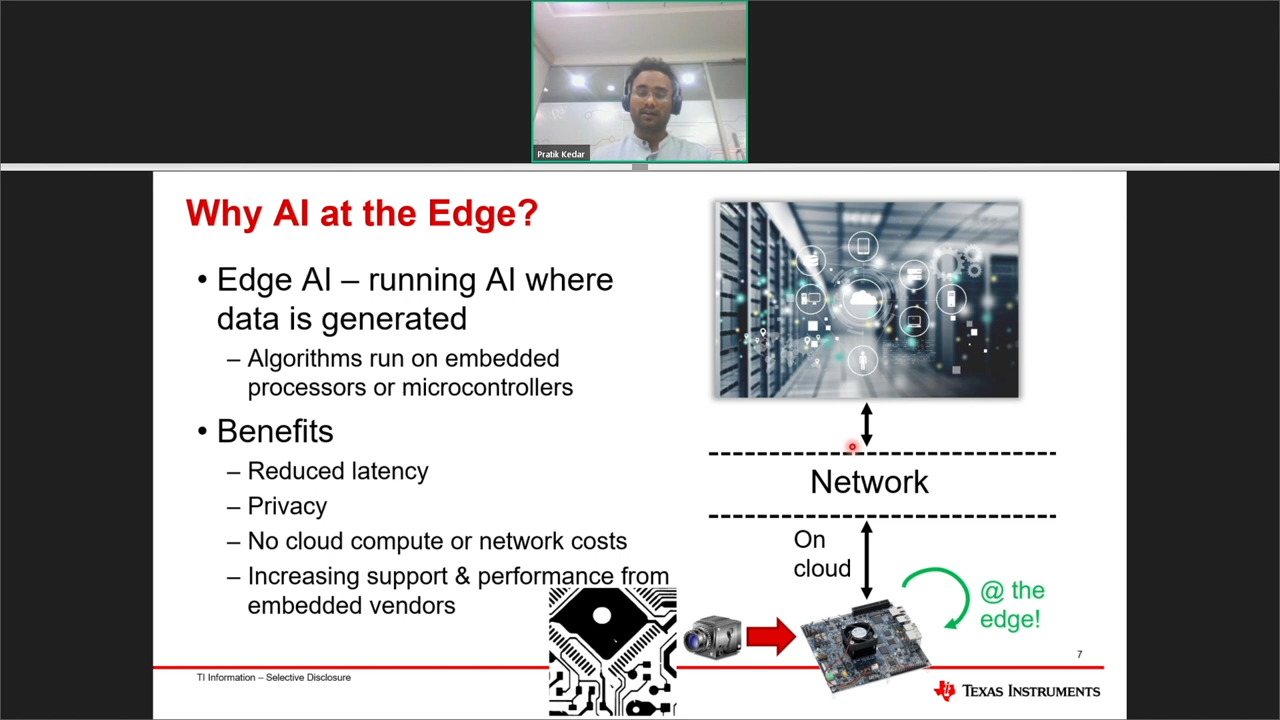 Pratik Kedar
Why AI at the Edge?
• Edge AI – running AI where
data is generated
– Algorithms run on embedded
processors or microcontrollers
• Benefits
– Reduced latency
– Privacy
– No cloud compute or network costs
– Increasing support & performance from
embedded vendors
Network
On
cloud
@ the
edge!
7
TI Information – Selective Disclosure
TEXAS INSTRUMENTS